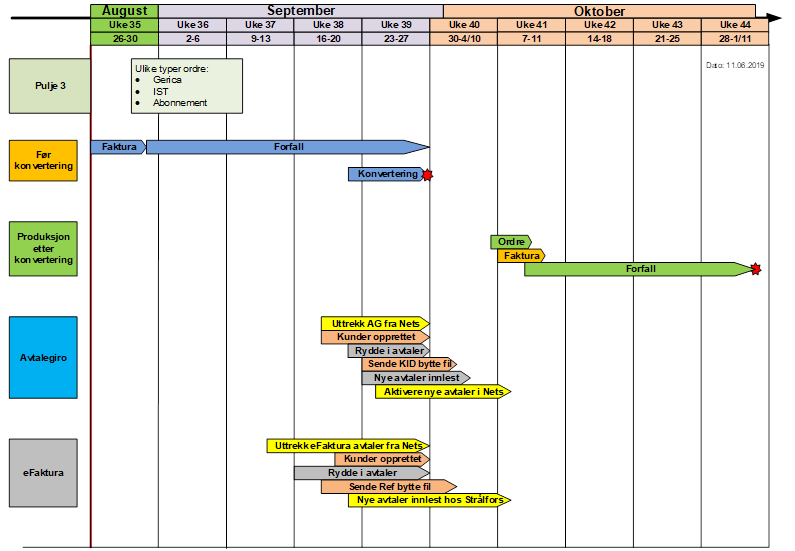 August September Oktober
Uke 35 Uke 36 Uke 37 Uke 38 Uke 39 Uke 40 Uke 41 Uke 42 Uke 43 Uke 44
26-30 2-6 9-13 16-20 23-27 30-4/10 7-11 14-18 21-25 28-1/11
Dato: 11.06.2019
Pulje 3
Ulike typer ordre:
• Gerica
• IST
• Abonnement
Før
konvertering
Faktura Forfall
Konvertering
Produksjon
etter
konvertering
Ordre
Faktura
Forfall
Avtalegiro
Uttrekk AG fra Nets
Kunder opprettet
Rydde i avtaler
Sende KID bytte fil
Nye avtaler innlest
Aktivere nye avtaler i Nets
eFaktura
Uttrekk eFaktura avtaler fra Nets
Kunder opprettet
Rydde i avtaler
Sende Ref bytte fil
Nye avtaler innlest hos Strålfors